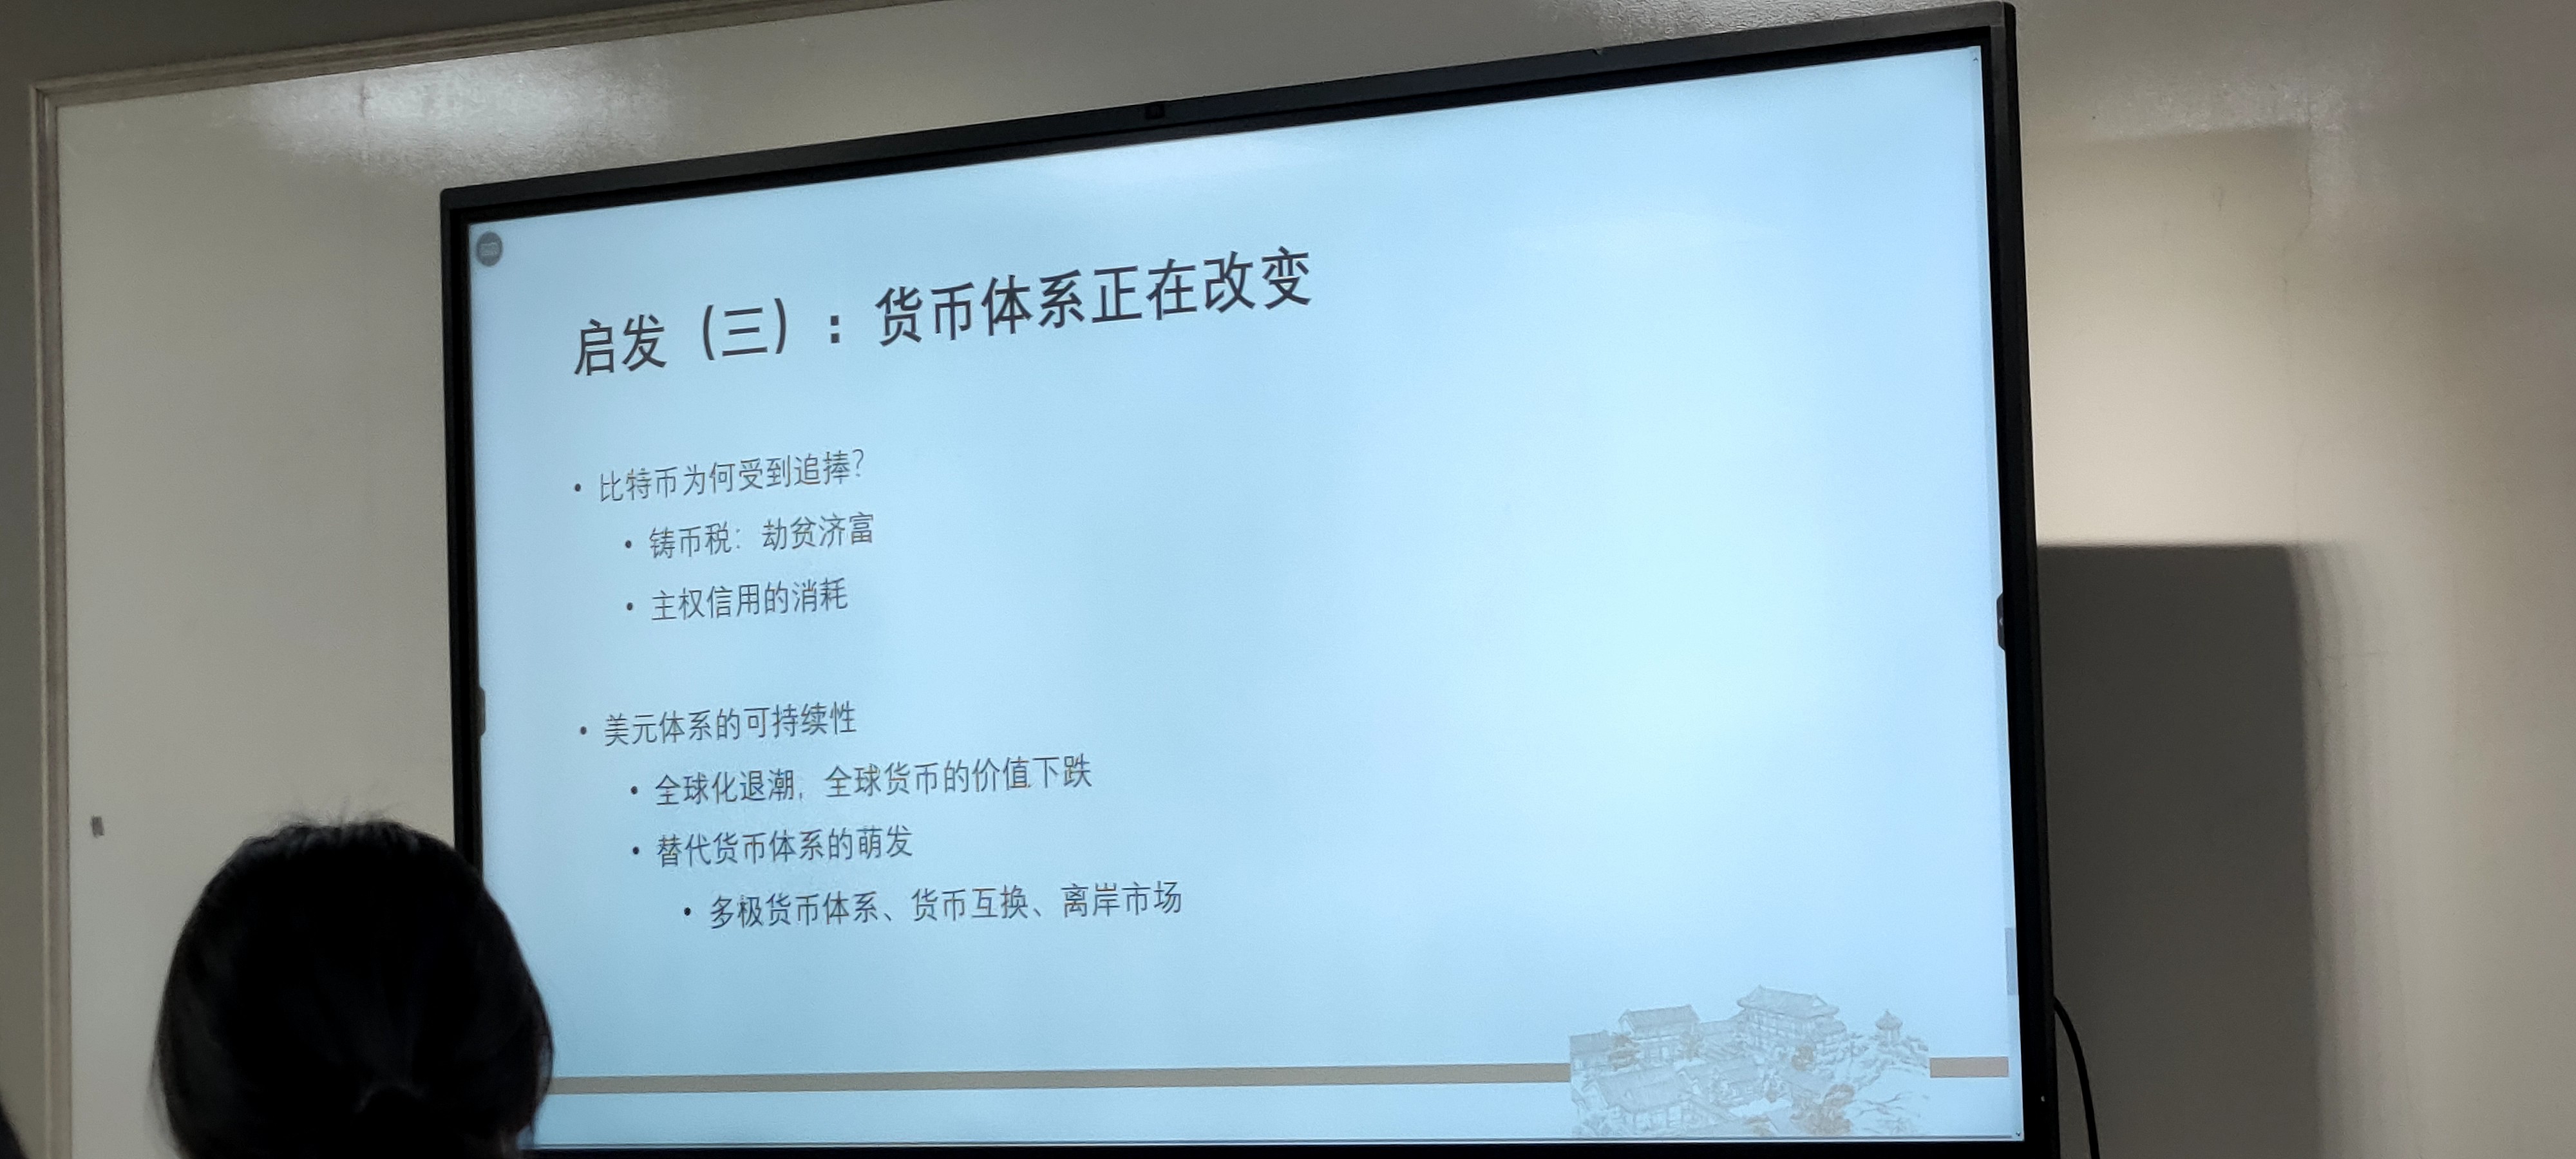 启发（三）：货币体系正在改变
• 比特币为何受到追捧?
• 铸币税：劫贫济富
• 主权信用的消耗
• 美元体系的可持续性
• 全球化退潮，全球货币的价值下跌
• 替代货币体系的萌发
• 多极货币体系、货币互换、离岸市场